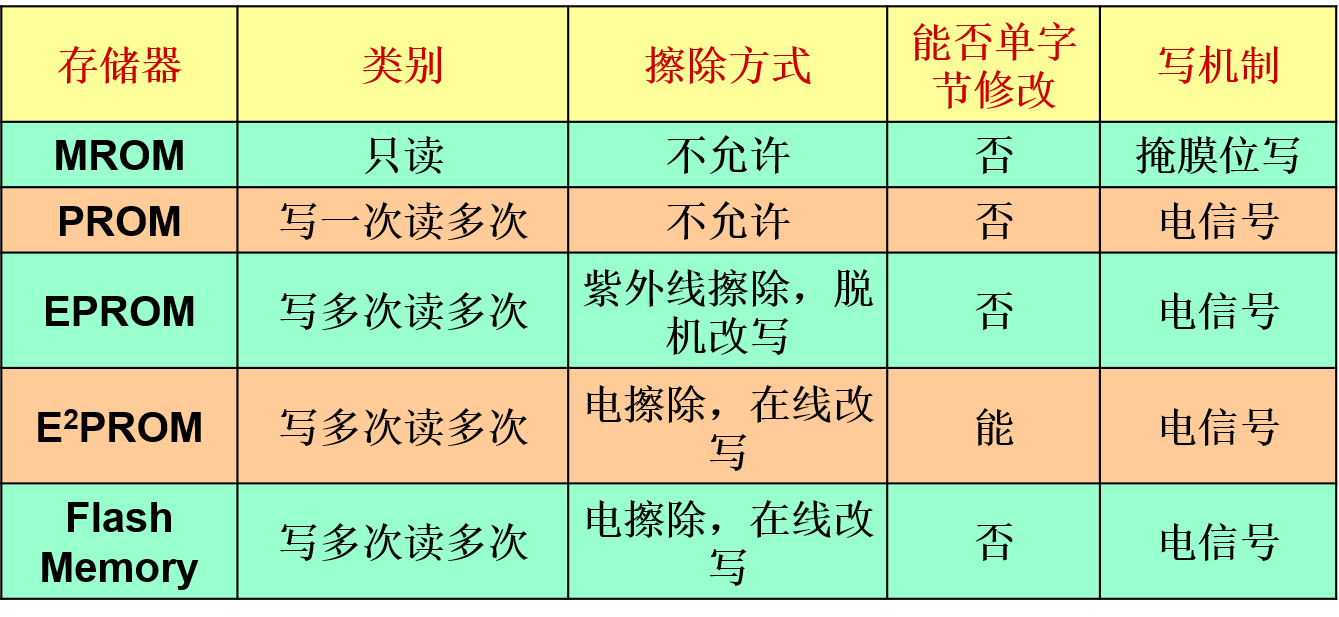 存储器 类别 擦除方式 能否单字
节修改 写机制
MROM 只读 不允许 否 掩膜位写
PROM 写一次读多次 不允许 否 电信号
EPROM 写多次读多次 紫外线擦除，脱
机改写 否 电信号
E²PROM 写多次读多次 电擦除，在线改
写 能 电信号
Flash
Memory 写多次读多次 电擦除，在线改
写 否 电信号